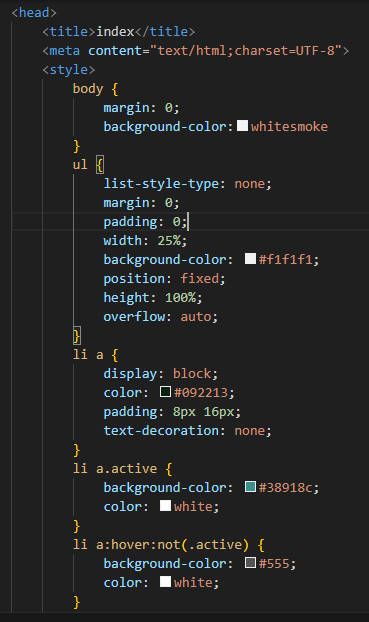 <head>
<title>index</title>
<meta content="text/html;charset=UTF-8">
<style>
body {
margin: 0;
background-color: whitesmoke
}
ul {
list-style-type: none;
margin: 0;
padding: 0;
width: 25%;
background-color: #f1f1f1;
position: fixed;
height: 100%;
overflow: auto;
}
li a {
display: block;
color: #092213;
padding: 8px 16px;
text-decoration: none;
}
li a.active {
background-color: #38918c;
color: white;
}
li a:hover:not(.active) {
background-color: #555;
color: white;
}